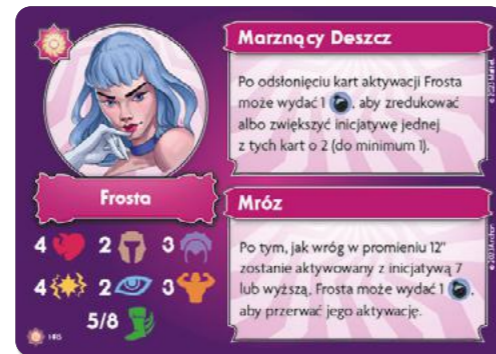 Marznący Deszcz
Po odsłonięciu kart aktywacji Frosta
może wydać 1 , aby zredukować
albo zwiększyć inicjatywę jednej
z tych kart o 2 (do minimum 1).
Frosta
4 2 3
4 2 3
5/8
HRS
Mróz
Po tym, jak wróg w promieniu 12"
zostanie aktywowany z inicjatywą 7
lub wyższą, Frosta może wydać 1 ,
aby przerwać jego aktywację.